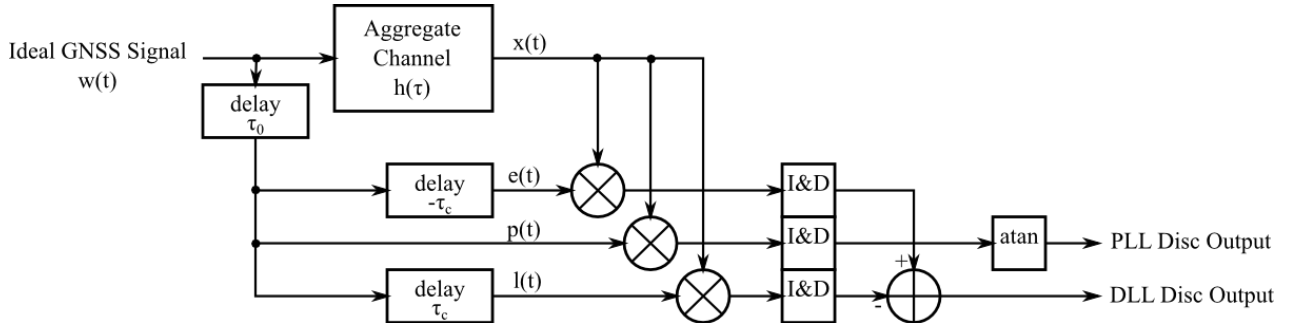 Ideal GNSS Signal
w(t)
Aggregate
Channel
h(τ)
x(t)
delay
τ₀
delay
-τc
e(t)
I&D
p(t)
I&D
atan
PLL Disc Output
delay
τc
l(t)
I&D
+
-
DLL Disc Output